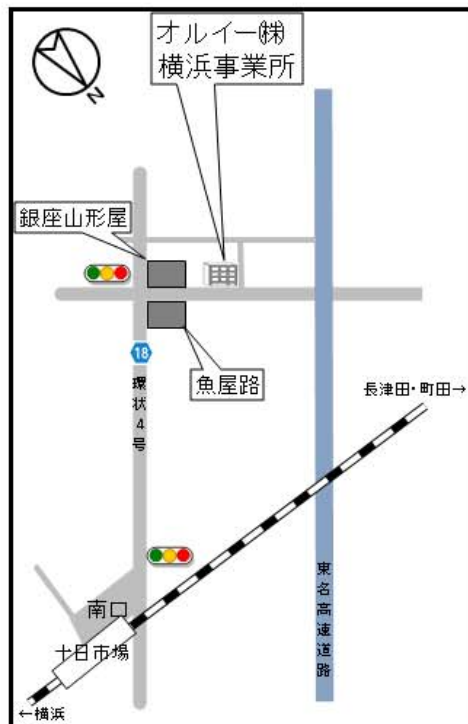 オルイー㈱
横浜事業所
N
銀座山形屋
18
魚屋路
環状4号
長津田・町田→
東名高速道路
南口
十日市場
←横浜